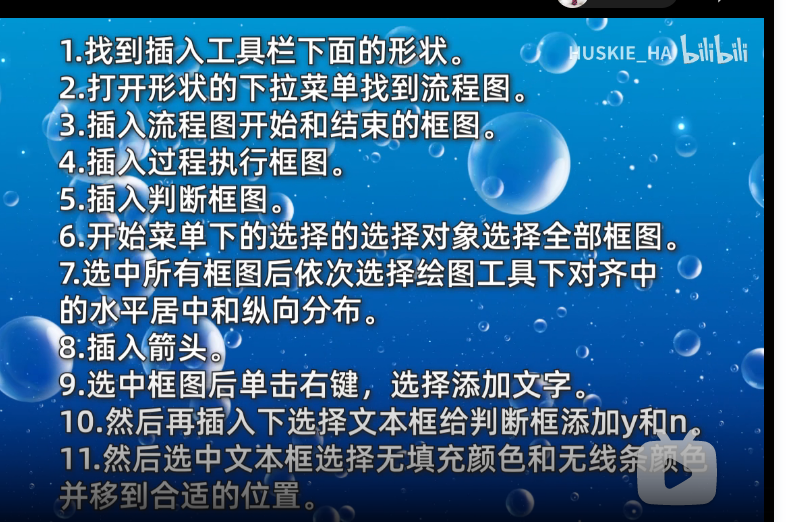 HUSKIE_HA bilibili
1.找到插入工具栏下面的形状。
2.打开形状的下拉菜单找到流程图。
3.插入流程图开始和结束的框图。
4.插入过程执行框图。
5.插入判断框图。
6.开始菜单下的选择的选择对象选择全部框图。
7.选中所有框图后依次选择绘图工具下对齐中
的水平居中和纵向分布。
8.插入箭头。
9.选中框图后单击右键，选择添加文字。
10.然后再插入下选择文本框给判断框添加y和n。
11.然后选中文本框选择无填充颜色和无线条颜色
并移到合适的位置。